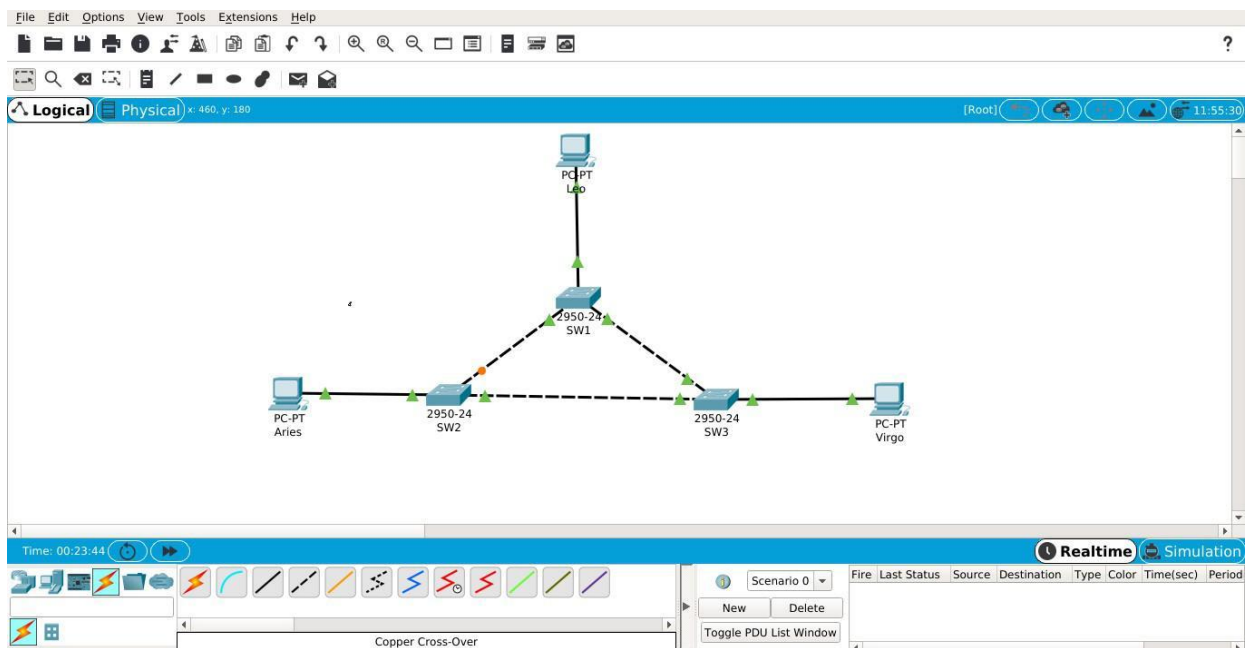 File Edit Options View Tools Extensions Help
?
Logical Physical x: 460, y: 180 [Root] 11:55:30
PC-PT
Leo
2950-24
SW1
PC-PT
Aries
2950-24
SW2
2950-24
SW3
PC-PT
Virgo
Time: 00:23:44 Realtime Simulation
Scenario 0 Fire Last Status Source Destination Type Color Time(sec) Period
New Delete
Toggle PDU List Window
Copper Cross-Over